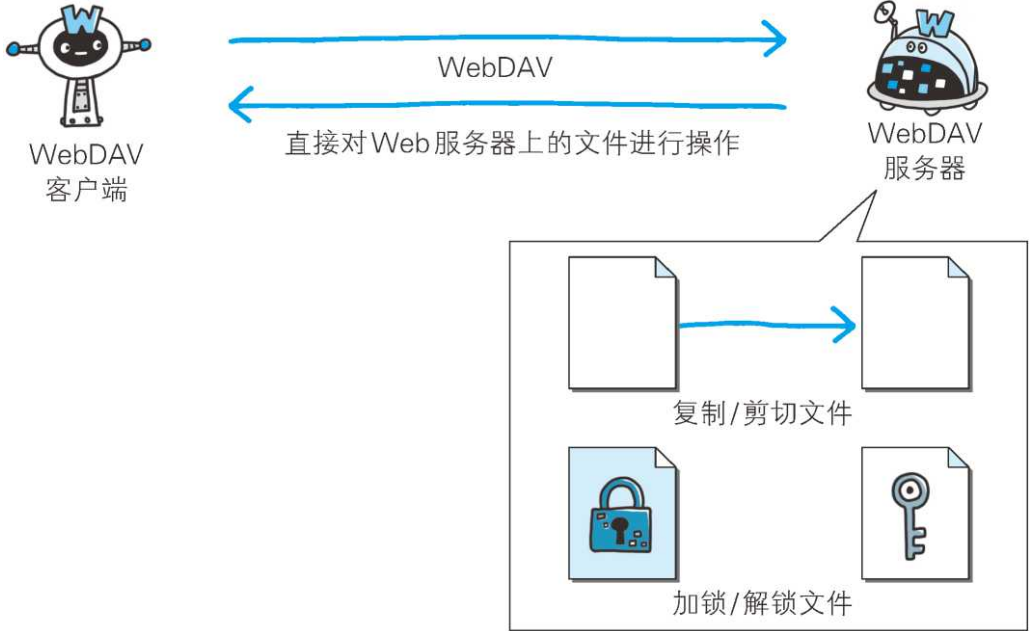 W
W
WebDAV
直接对Web服务器上的文件进行操作
WebDAV
客户端
WebDAV
服务器
复制/剪切文件
加锁/解锁文件